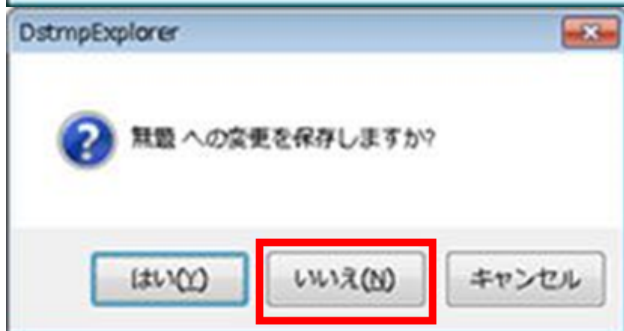 DstmpExplorer
無題 への変更を保存しますか?
はい(Y)
いいえ(N)
キャンセル